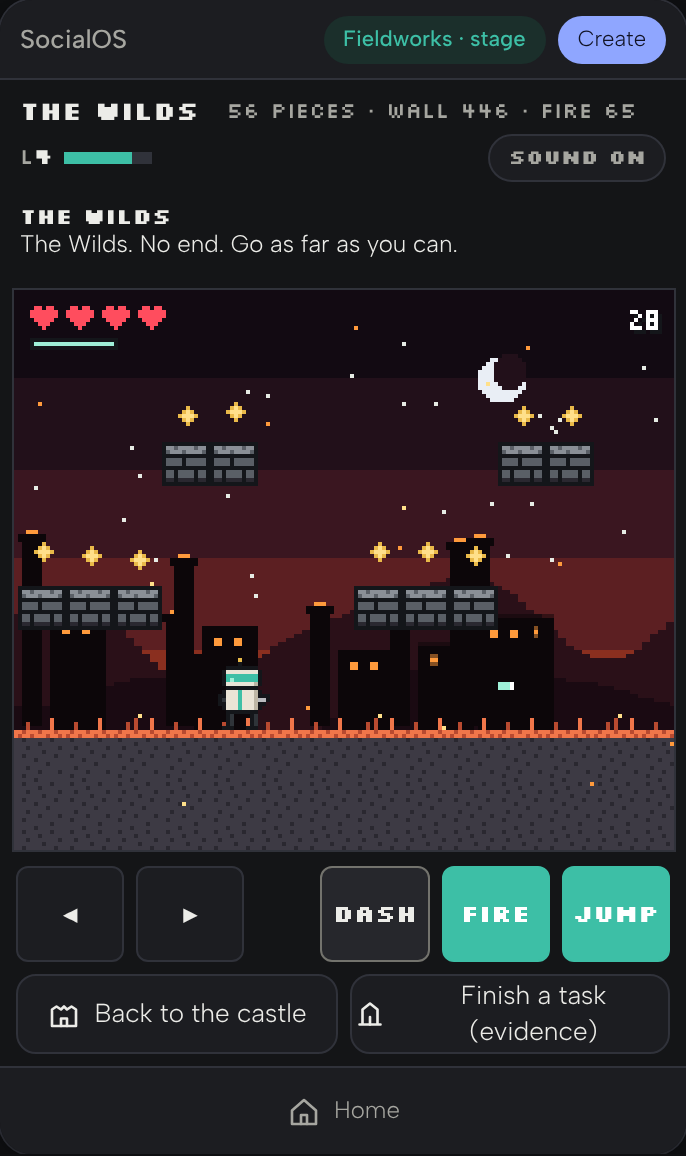 SocialOS
Fieldworks · stage
Create
THE WILDS
56 PIECES · WALL 446 · FIRE 65
L4
SOUND ON
THE WILDS
The Wilds. No end. Go as far as you can.
28
◄
►
DASH
FIRE
JUMP
Back to the castle
Finish a task
(evidence)
Home